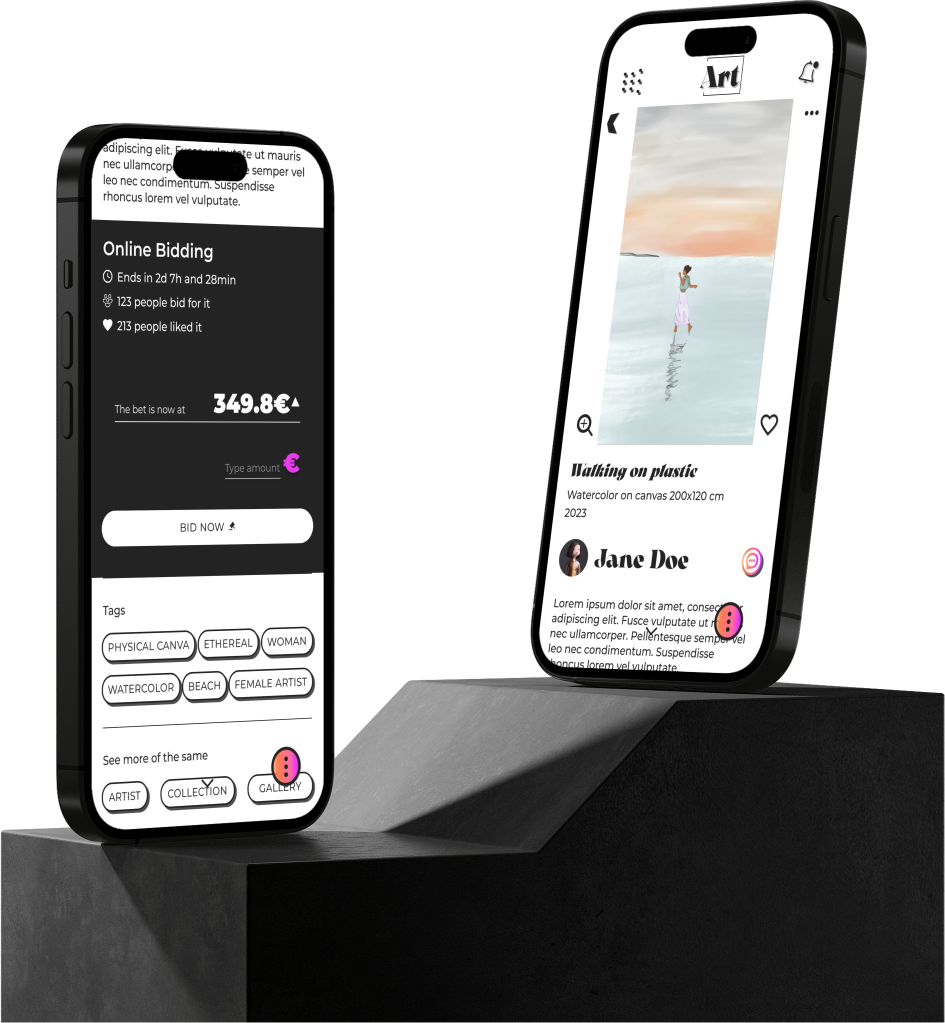 adipiscing elit. Fusce vulputate ut mauris
nec ullamcorp e semper vel
leo nec condimentum. Suspendisse
rhoncus lorem vel vulputate.
Online Bidding
Ends in 2d 7h and 28min
123 people bid for it
213 people liked it
The bet is now at 349.8€
Type amount €
BID NOW
Tags
PHYSICAL CANVA ETHEREAL WOMAN
WATERCOLOR BEACH FEMALE ARTIST
See more of the same
ARTIST COLLECTION GALLERY
Art
Walking on plastic
Watercolor on canvas 200x120 cm
2023
Jane Doe
Lorem ipsum dolor sit amet, consectetur
adipiscing elit. Fusce vulputate ut
nec ullamcorper. Pellentesque semper vel
leo nec condimentum. Suspendisse
rhoncus lorem vel vulputate.